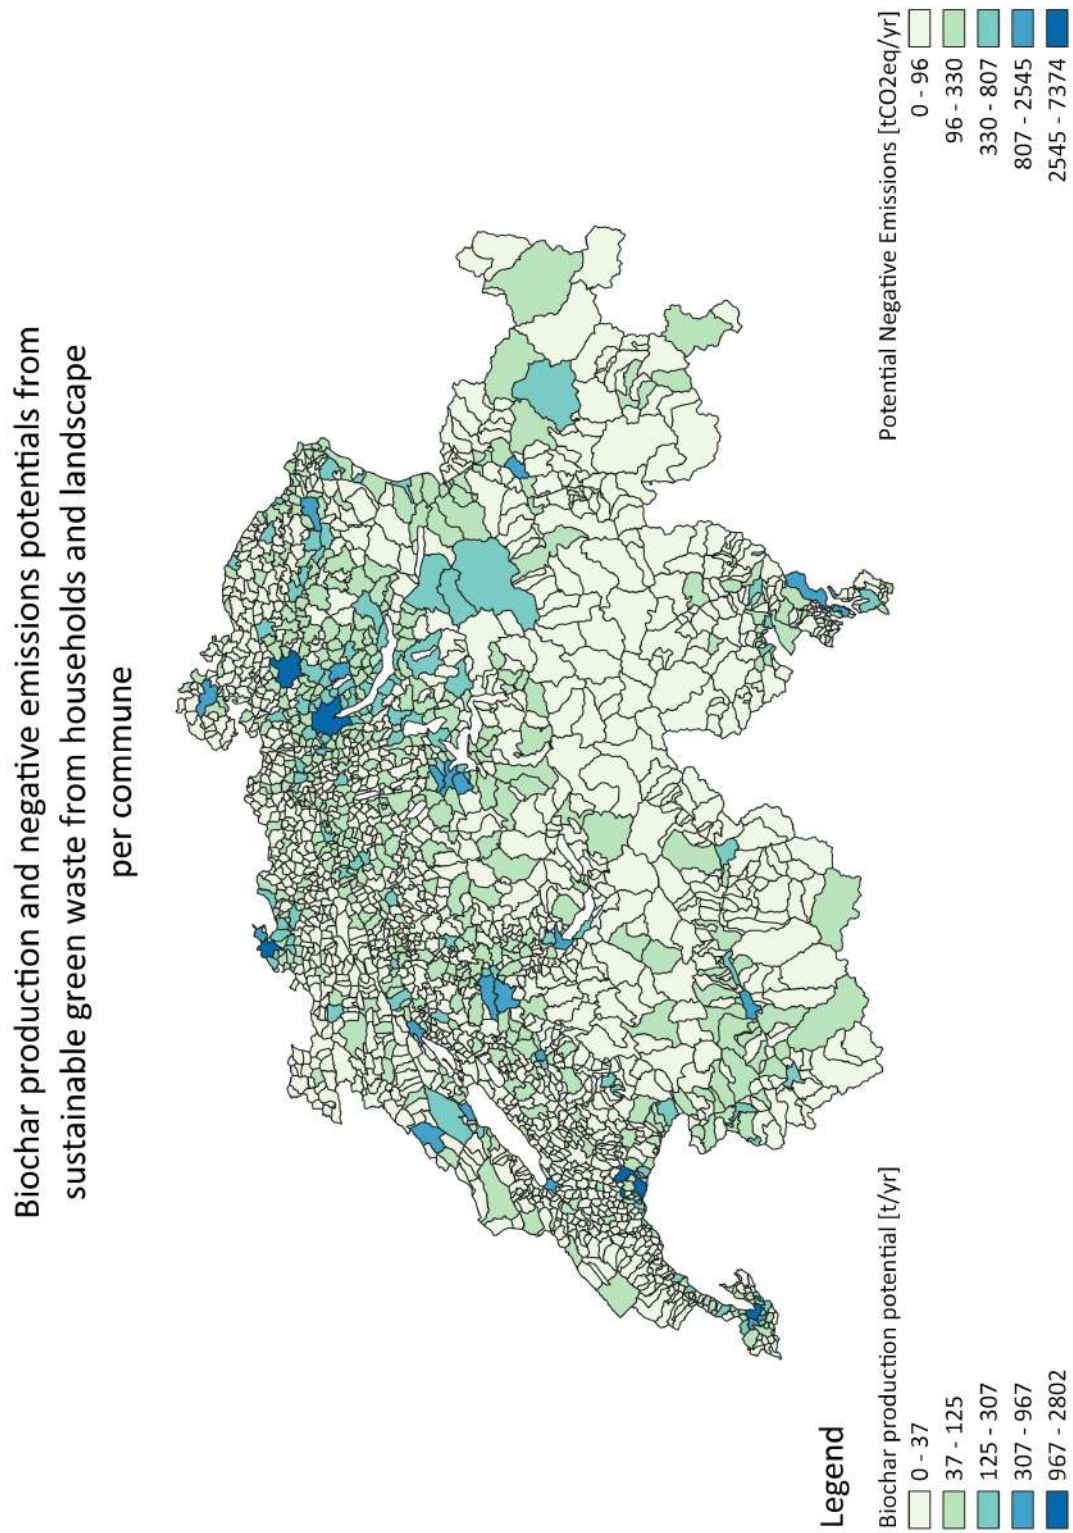 Biochar production and negative emissions potentials from
sustainable green waste from households and landscape
per commune
Legend
Biochar production potential [t/yr]
0 - 37
37 - 125
125 - 307
307 - 967
967 - 2802
Potential Negative Emissions [tCO2eq/yr]
0 - 96
96 - 330
330 - 807
807 - 2545
2545 - 7374